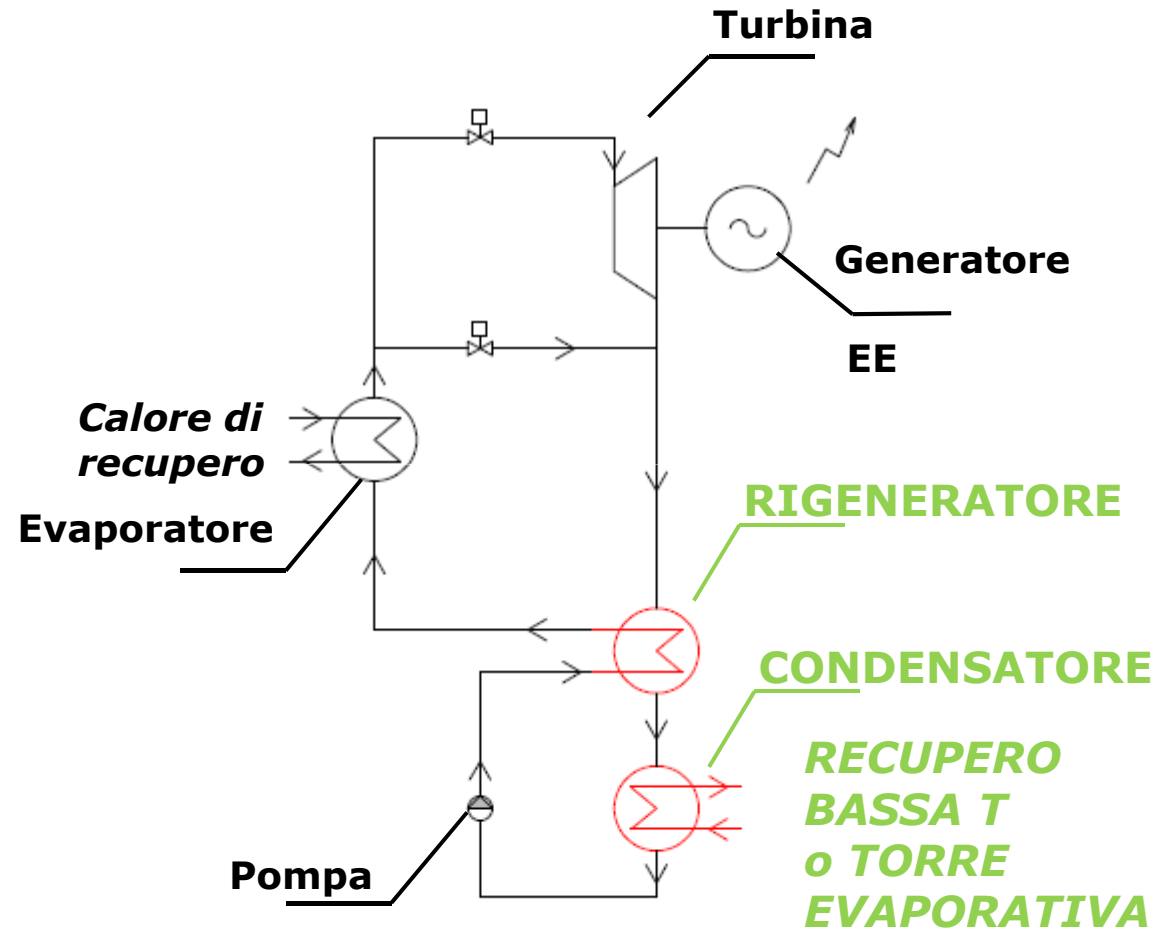 Turbina
Generatore
EE
Calore di
recupero
Evaporatore
RIGENERATORE
CONDENSATORE
RECUPERO
BASSA T
o TORRE
EVAPORATIVA
Pompa